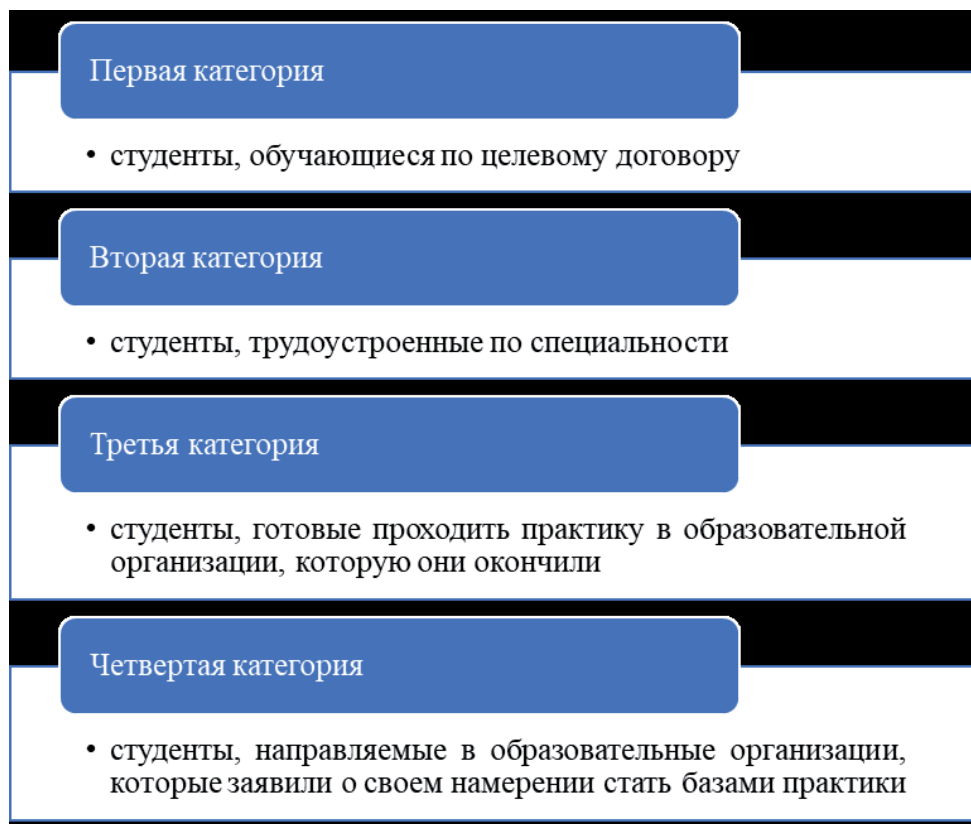 Первая категория
• студенты, обучающиеся по целевому договору
Вторая категория
• студенты, трудоустроенные по специальности
Третья категория
• студенты, готовые проходить практику в образовательной
организации, которую они окончили
Четвертая категория
• студенты, направляемые в образовательные организации,
которые заявили о своем намерении стать базами практики